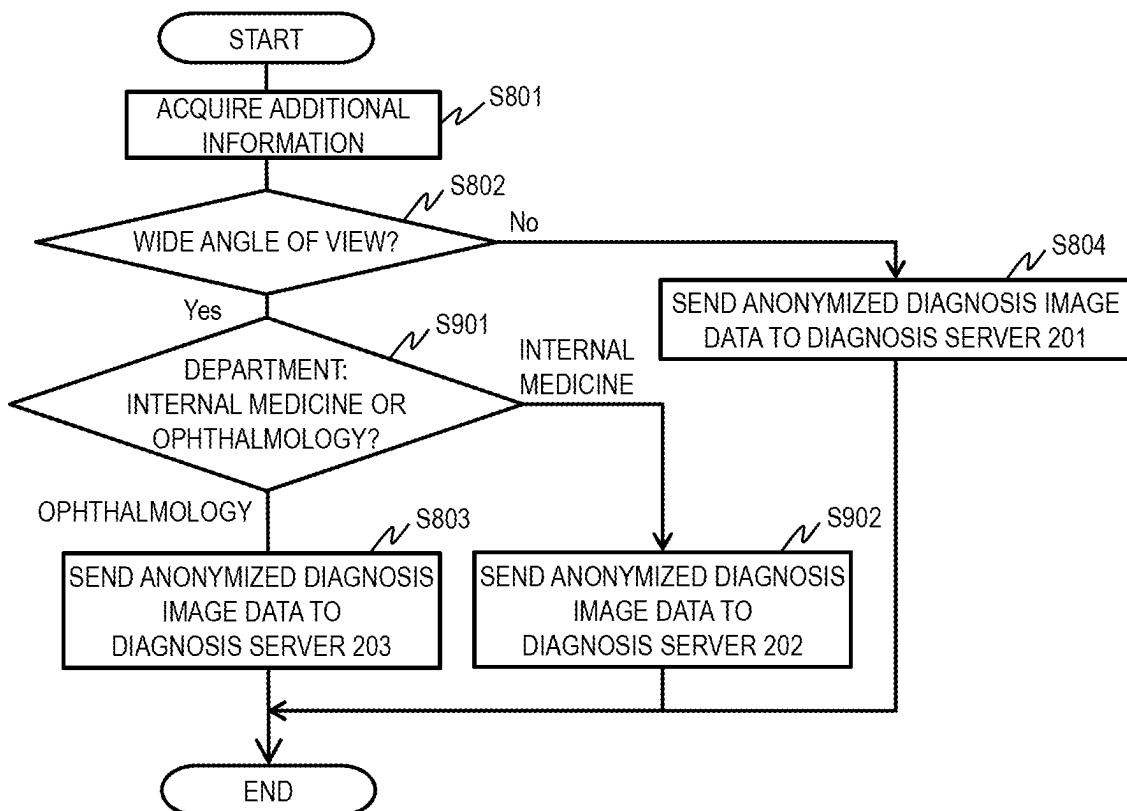 START
ACQUIRE ADDITIONAL
INFORMATION
S801
WIDE ANGLE OF VIEW?
S802
No
Yes
S804
SEND ANONYMIZED DIAGNOSIS IMAGE
DATA TO DIAGNOSIS SERVER 201
DEPARTMENT:
INTERNAL MEDICINE OR
OPHTHALMOLOGY?
S901
INTERNAL
MEDICINE
OPHTHALMOLOGY
S803
SEND ANONYMIZED DIAGNOSIS
IMAGE DATA TO
DIAGNOSIS SERVER 203
S902
SEND ANONYMIZED DIAGNOSIS
IMAGE DATA TO
DIAGNOSIS SERVER 202
END